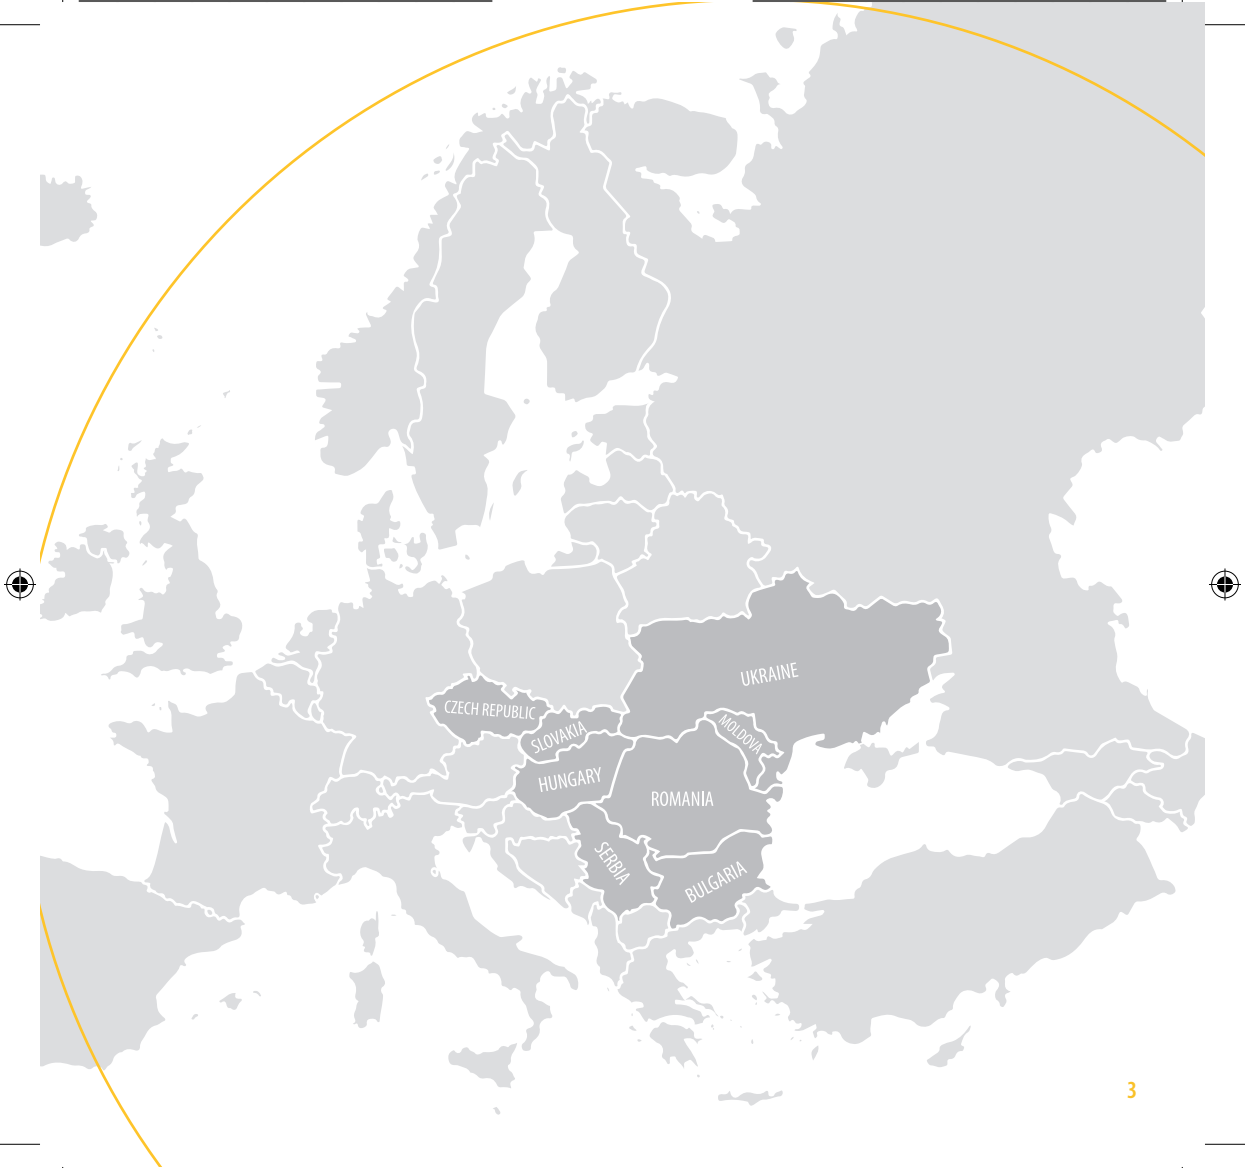 UKRAINE
CZECH REPUBLIC
SLOVAKIA
MOLDOVA
HUNGARY
ROMANIA
SERBIA
BULGARIA
3